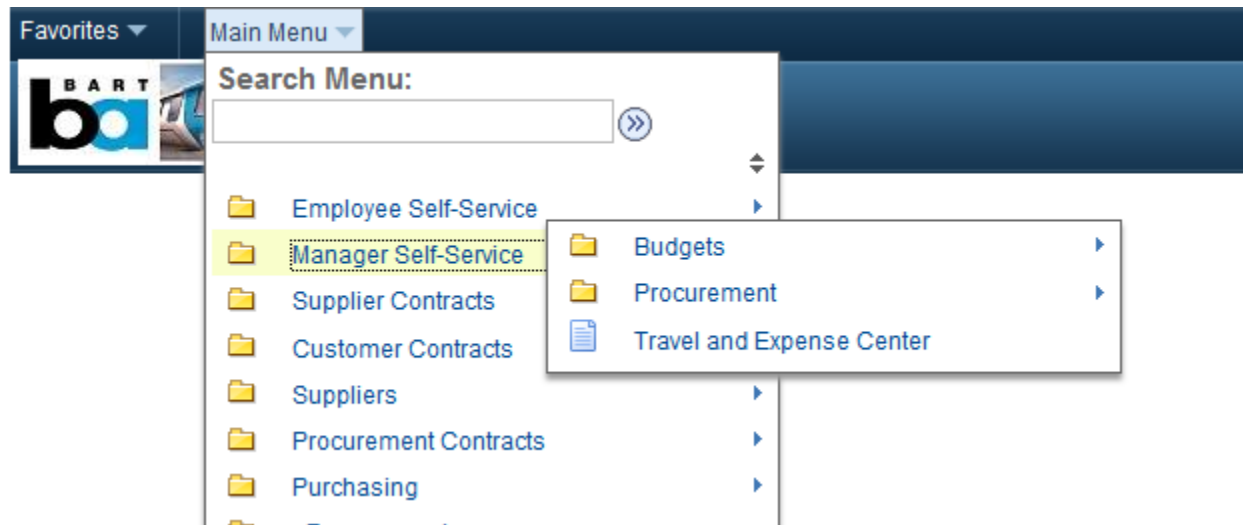 Favorites
Main Menu
BART
ba
Search Menu:
Employee Self-Service
Manager Self-Service
Supplier Contracts
Customer Contracts
Suppliers
Procurement Contracts
Purchasing
Budgets
Procurement
Travel and Expense Center